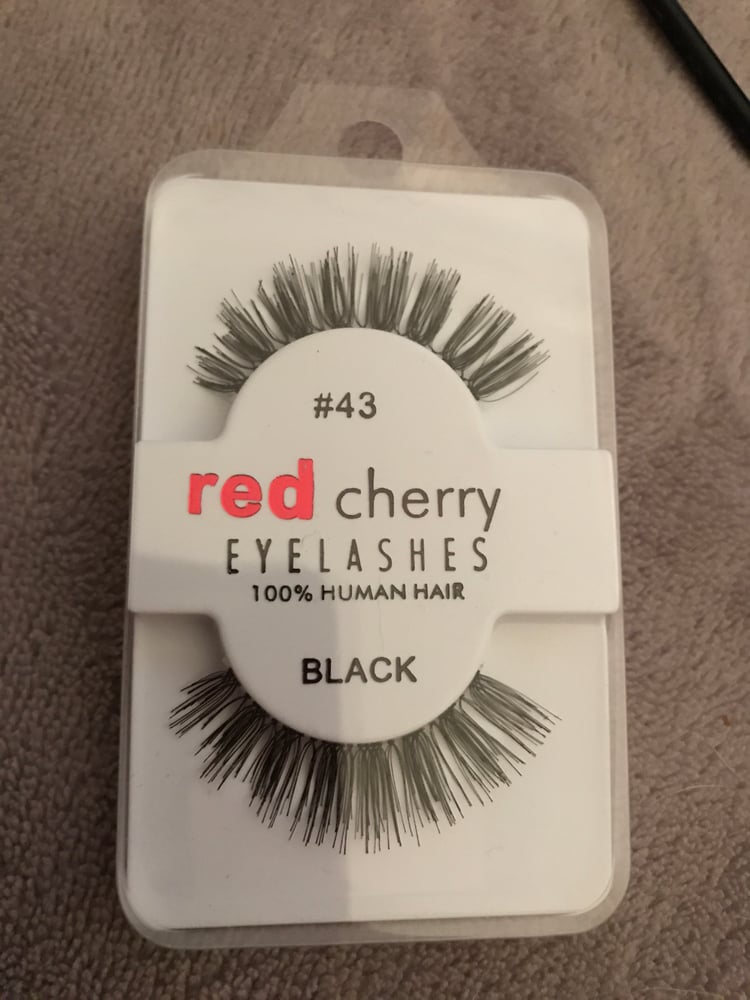 #43
red cherry
EYELASHES
100% HUMAN HAIR
BLACK